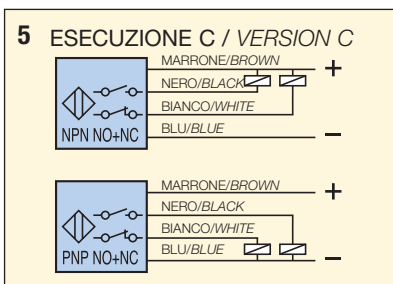 5 ESECUZIONE C / VERSION C
MARRONE/BROWN +
NERO/BLACK
BIANCO/WHITE
NPN NO+NC BLU/BLUE −
MARRONE/BROWN +
NERO/BLACK
BIANCO/WHITE
PNP NO+NC BLU/BLUE −